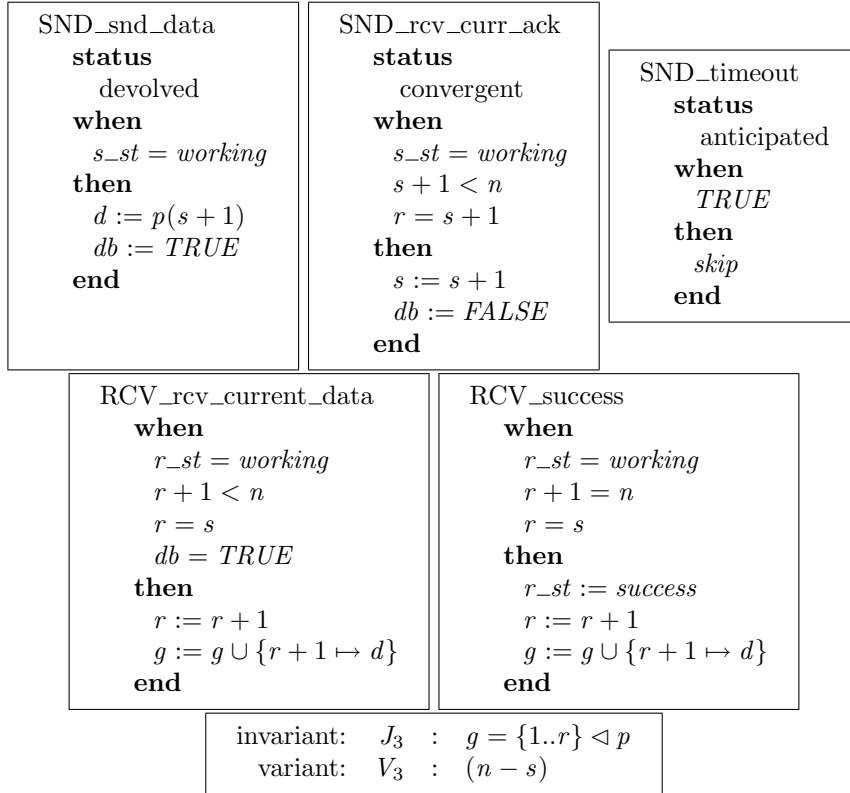 SND_snd_data
status
devolved
when
s_st = working
then
d := p(s + 1)
db := TRUE
end
SND_rcv_curr_ack
status
convergent
when
s_st = working
s + 1 < n
r = s + 1
then
s := s + 1
db := FALSE
end
SND_timeout
status
anticipated
when
TRUE
then
skip
end
RCV_rcv_current_data
when
r_st = working
r + 1 < n
r = s
db = TRUE
then
r := r + 1
g := g ∪ {r + 1 ↦ d}
end
RCV_success
when
r_st = working
r + 1 = n
r = s
then
r_st := success
r := r + 1
g := g ∪ {r + 1 ↦ d}
end
invariant: J₃ : g = {1..r} ◁ p
variant: V₃ : (n − s)